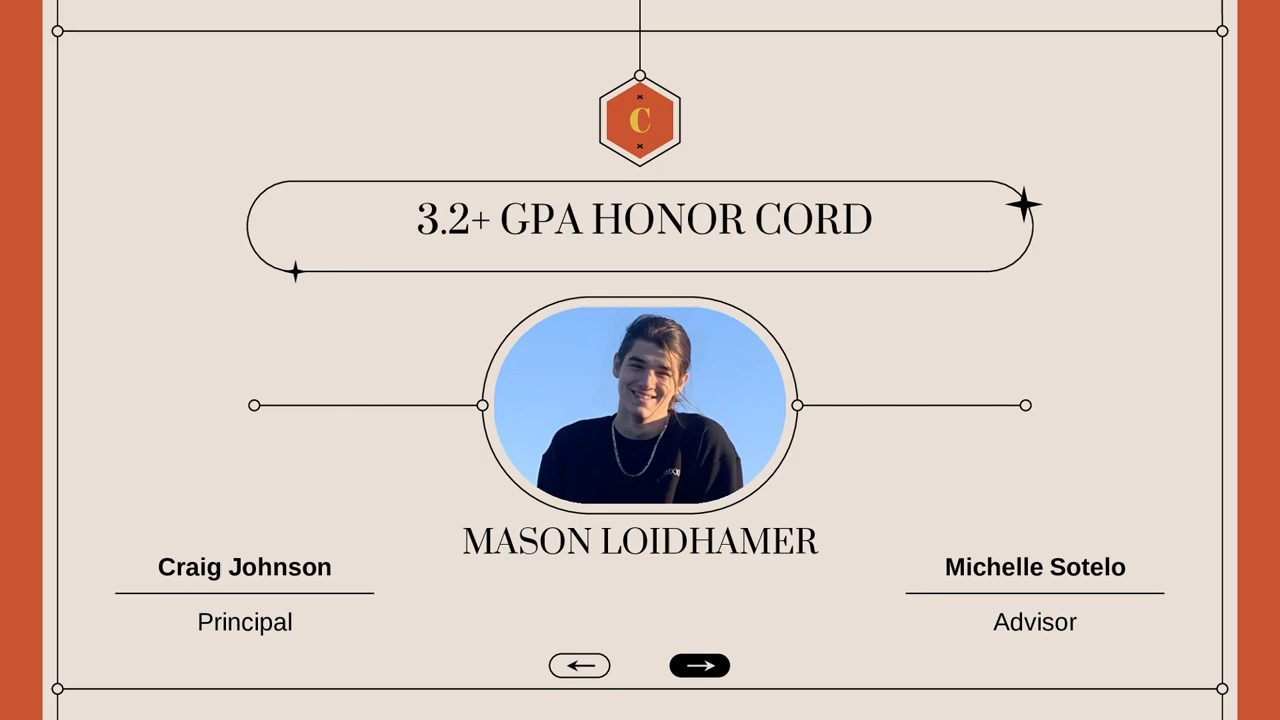 C
3.2+ GPA HONOR CORD
MASON LOIDHAMER
Craig Johnson
Principal
Michelle Sotelo
Advisor